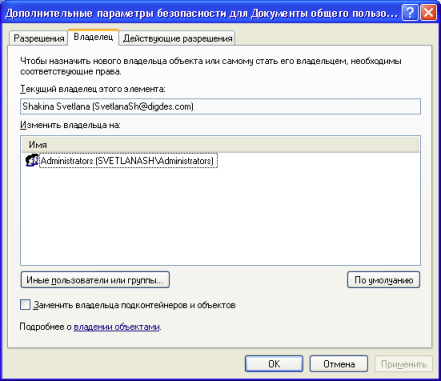 Дополнительные параметры безопасности для Документы общего пользо...
Разрешения Владелец Действующие разрешения
Чтобы назначить нового владельца объекта или самому стать его владельцем, необходимы
соответствующие права.
Текущий владелец этого элемента:
Shakina Svetlana (SvetlanaSh@digdes.com)
Изменить владельца на:
Имя
Administrators (SVETLANASH\Administrators)
Иные пользователи или группы... По умолчанию
Заменить владельца подконтейнеров и объектов
Подробнее о владении объектами.
OK Отмена Применить